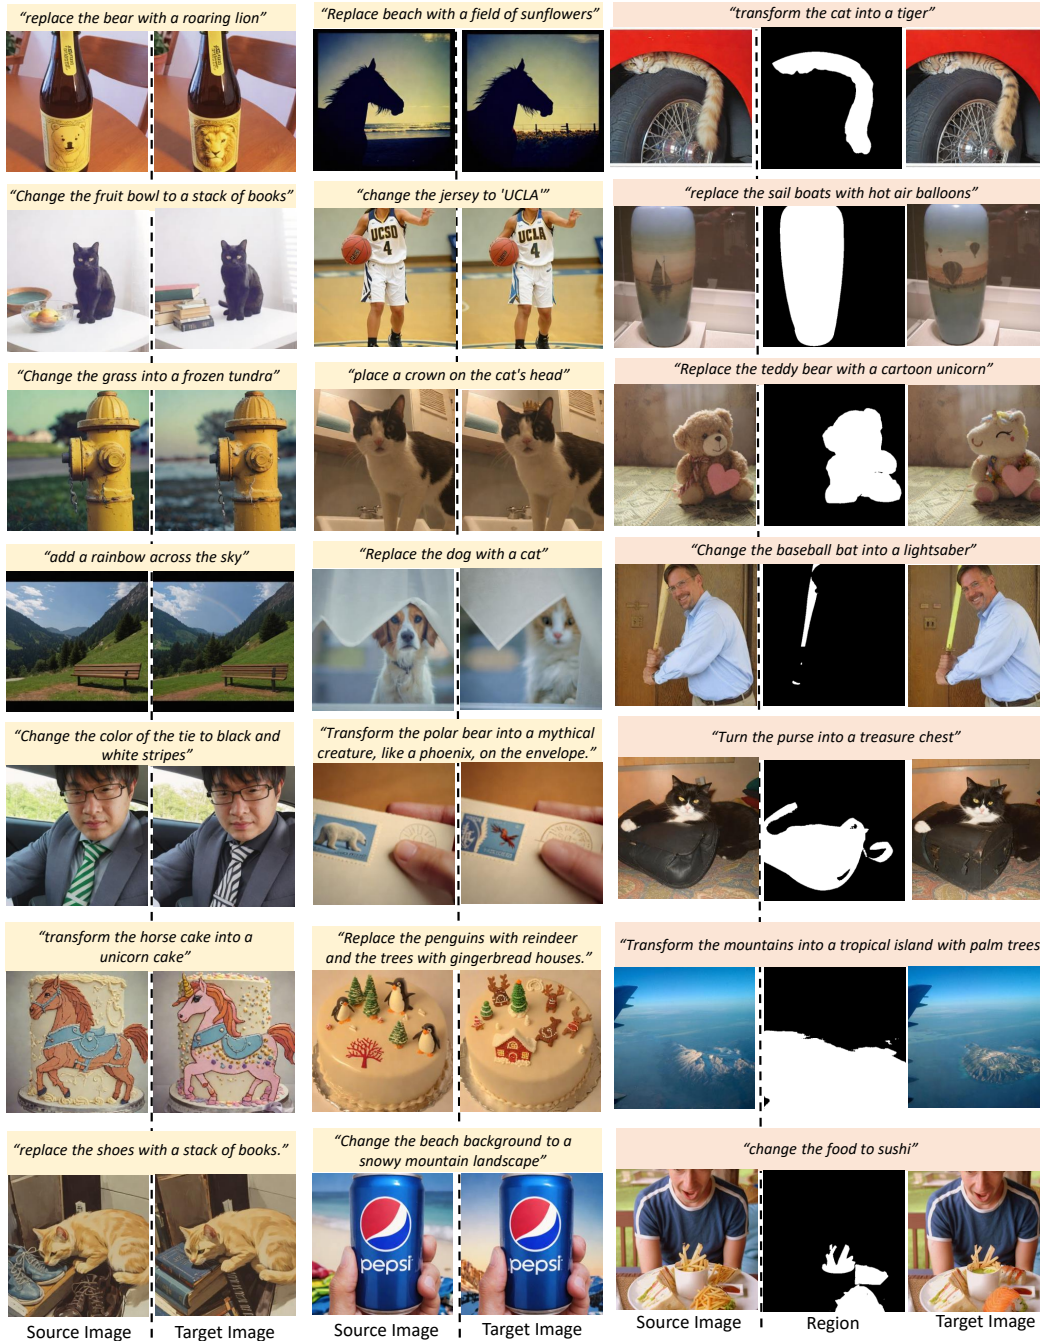 “replace the bear with a roaring lion”
“Replace beach with a field of sunflowers”
“transform the cat into a tiger”
“Change the fruit bowl to a stack of books”
“change the jersey to 'UCLA'”
“replace the sail boats with hot air balloons”
UCSD
4
UCLA
4
“Change the grass into a frozen tundra”
“place a crown on the cat's head”
“Replace the teddy bear with a cartoon unicorn”
“add a rainbow across the sky”
“Replace the dog with a cat”
“Change the baseball bat into a lightsaber”
“Change the color of the tie to black and
white stripes”
“Transform the polar bear into a mythical
creature, like a phoenix, on the envelope.”
“Turn the purse into a treasure chest”
“transform the horse cake into a
unicorn cake”
“Replace the penguins with reindeer
and the trees with gingerbread houses.”
“Transform the mountains into a tropical island with palm trees
“replace the shoes with a stack of books.”
“Change the beach background to a
snowy mountain landscape”
“change the food to sushi”
pepsi
pepsi
Source Image
Target Image
Source Image
Target Image
Source Image
Region
Target Image